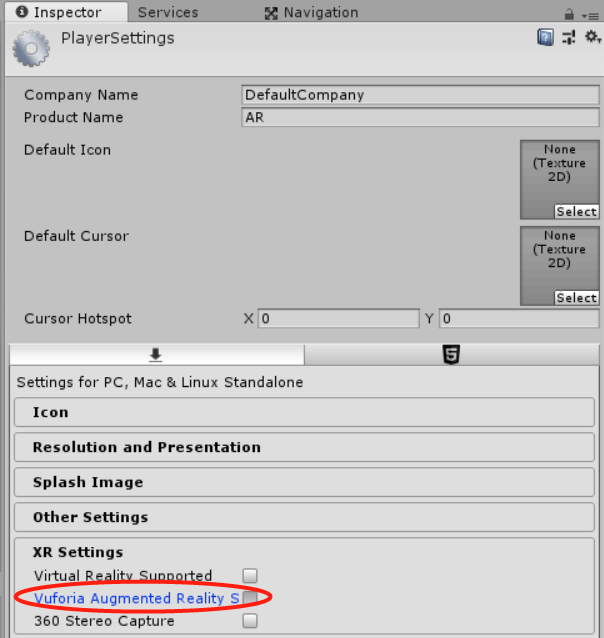 Inspector Services Navigation
PlayerSettings
Company Name DefaultCompany
Product Name AR
Default Icon None
(Texture
2D)
Select
Default Cursor None
(Texture
2D)
Select
Cursor Hotspot X 0 Y 0
Settings for PC, Mac & Linux Standalone
Icon
Resolution and Presentation
Splash Image
Other Settings
XR Settings
Virtual Reality Supported
Vuforia Augmented Reality S
360 Stereo Capture